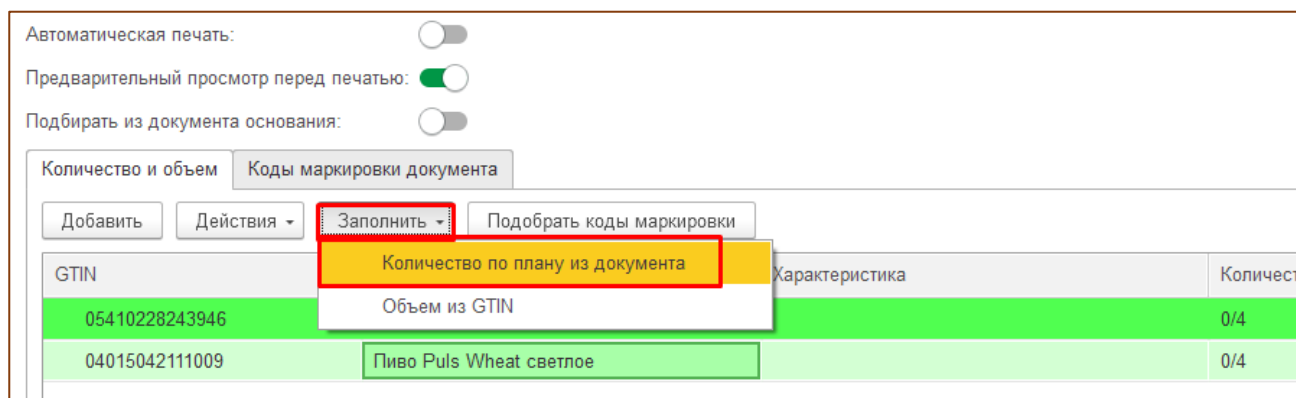 Автоматическая печать:
Предварительный просмотр перед печатью:
Подбирать из документа основания:
Количество и объем Коды маркировки документа
Добавить Действия Заполнить Подобрать коды маркировки
Количество по плану из документа
GTIN Характеристика Количест
Объем из GTIN
05410228243946 0/4
04015042111009 Пиво Puls Wheat светлое 0/4